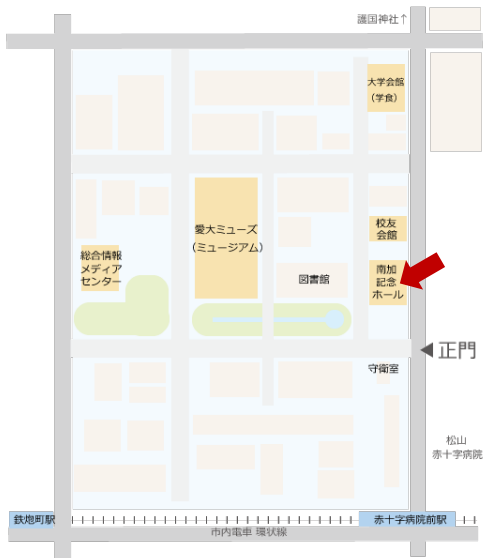 護国神社↑
大学会館
（学食）
校友
会館
愛大ミューズ
（ミュージアム）
総合情報
メディア
センター
図書館
南加
記念
ホール
正門
守衛室
松山
赤十字病院
鉄炮町駅
赤十字病院前駅
市内電車 環状線